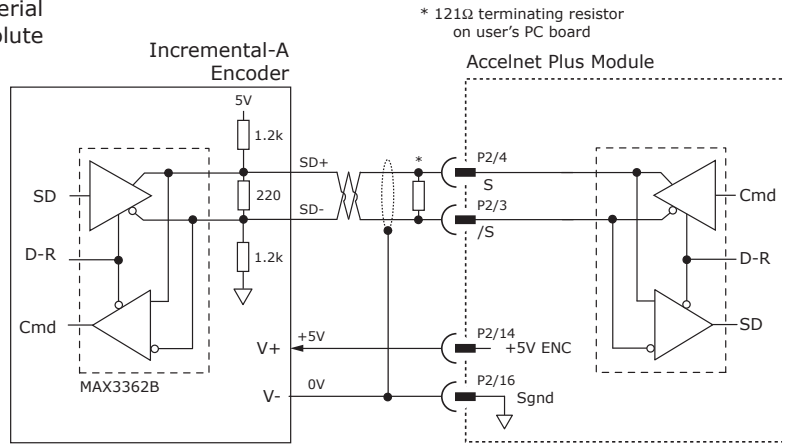 erial
olute
* 121Ω terminating resistor
on user's PC board
Incremental-A
Encoder
Accelnet Plus Module
5V
1.2k
SD+
*
P2/4
S
SD
220
Cmd
SD-
P2/3
/S
D-R
1.2k
D-R
Cmd
SD
V+
+5V
P2/14
+5V ENC
MAX3362B
V-
0V
P2/16
Sgnd